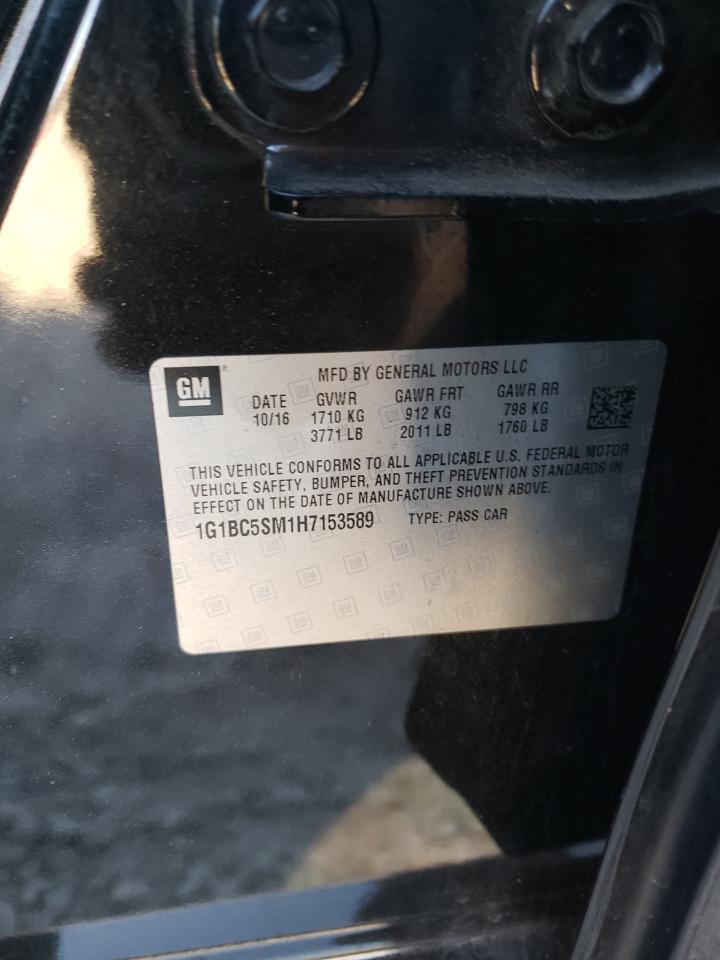 GM
MFD BY GENERAL MOTORS LLC
DATE GVWR GAWR FRT GAWR RR
10/16 1710 KG 912 KG 798 KG
3771 LB 2011 LB 1760 LB
THIS VEHICLE CONFORMS TO ALL APPLICABLE U.S. FEDERAL MOTOR
VEHICLE SAFETY, BUMPER, AND THEFT PREVENTION STANDARDS IN
EFFECT ON THE DATE OF MANUFACTURE SHOWN ABOVE.
1G1BC5SM1H7153589 TYPE: PASS CAR